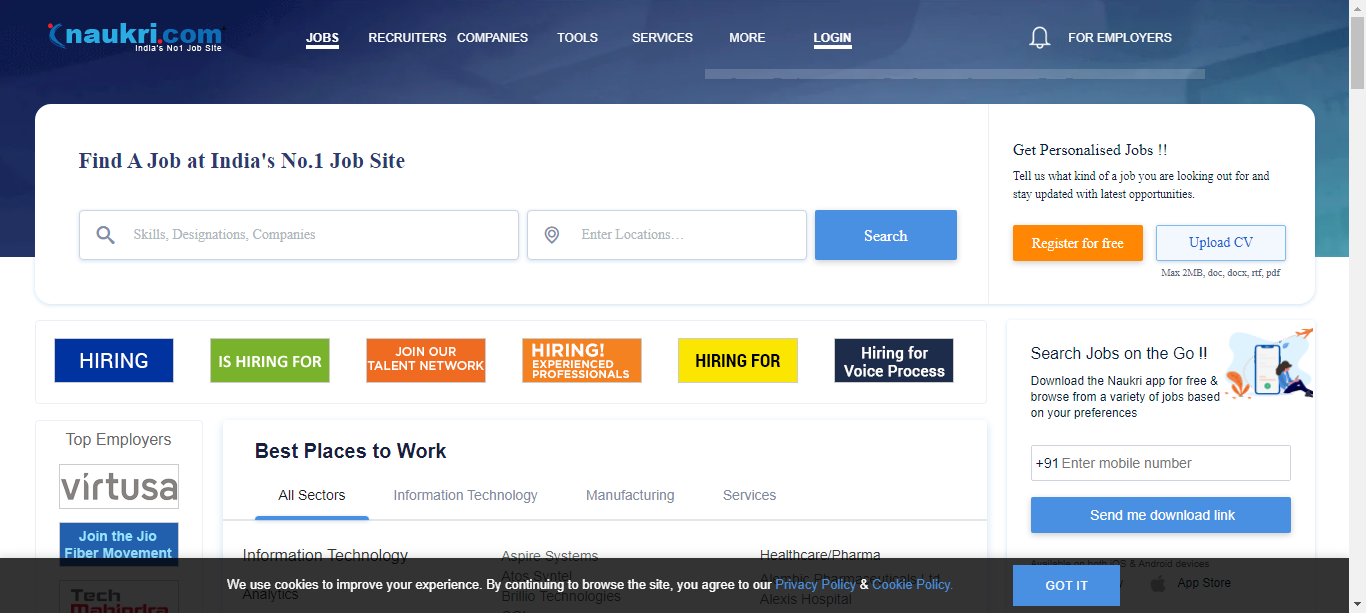 naukri.com
India's No1 Job Site
JOBS RECRUITERS COMPANIES TOOLS SERVICES MORE LOGIN FOR EMPLOYERS
Find A Job at India's No.1 Job Site
Skills, Designations, Companies
Enter Locations...
Search
Get Personalised Jobs !!
Tell us what kind of a job you are looking out for and
stay updated with latest opportunities.
Register for free
Upload CV
Max 2MB, doc, docx, rtf, pdf
HIRING
IS HIRING FOR
JOIN OUR
TALENT NETWORK
HIRING!
EXPERIENCED
PROFESSIONALS
HIRING FOR
Hiring for
Voice Process
Search Jobs on the Go !!
Download the Naukri app for free &
browse from a variety of jobs based
on your preferences
+91 Enter mobile number
Send me download link
Available on both iOS & Android devices
App Store
Top Employers
virtusa
Join the Jio
Fiber Movement
Tech
Mahindra
Best Places to Work
All Sectors Information Technology Manufacturing Services
Information Technology
Analytics
Aspire Systems
Atos Syntel
Brillio Technologies
Healthcare/Pharma
Alembic Pharmaceuticals Ltd
Alexis Hospital
We use cookies to improve your experience. By continuing to browse the site, you agree to our Privacy Policy & Cookie Policy.
GOT IT